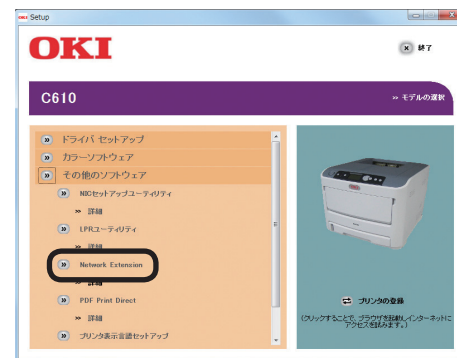 OKI Setup
OKI
終了
C610
モデルの選択
ドライバ セットアップ
カラーソフトウェア
その他のソフトウェア
NICセットアップユーティリティ
詳細
LPRユーティリティ
詳細
Network Extension
詳細
PDF Print Direct
詳細
プリンタ表示言語セットアップ
プリンタの登録
(クリックすることで、ブラウザを起動しインターネットに
アクセスを試みます。)